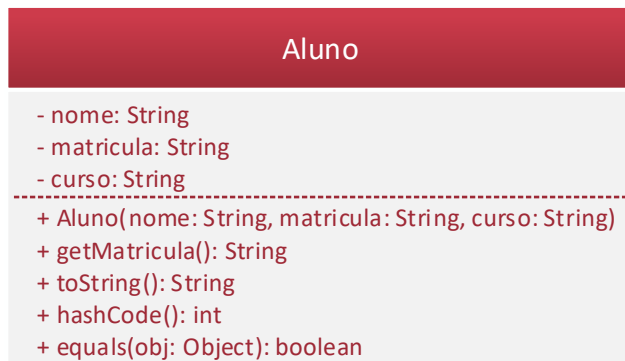 Aluno
- nome: String
- matricula: String
- curso: String
+ Aluno(nome: String, matricula: String, curso: String)
+ getMatricula(): String
+ toString(): String
+ hashCode(): int
+ equals(obj: Object): boolean